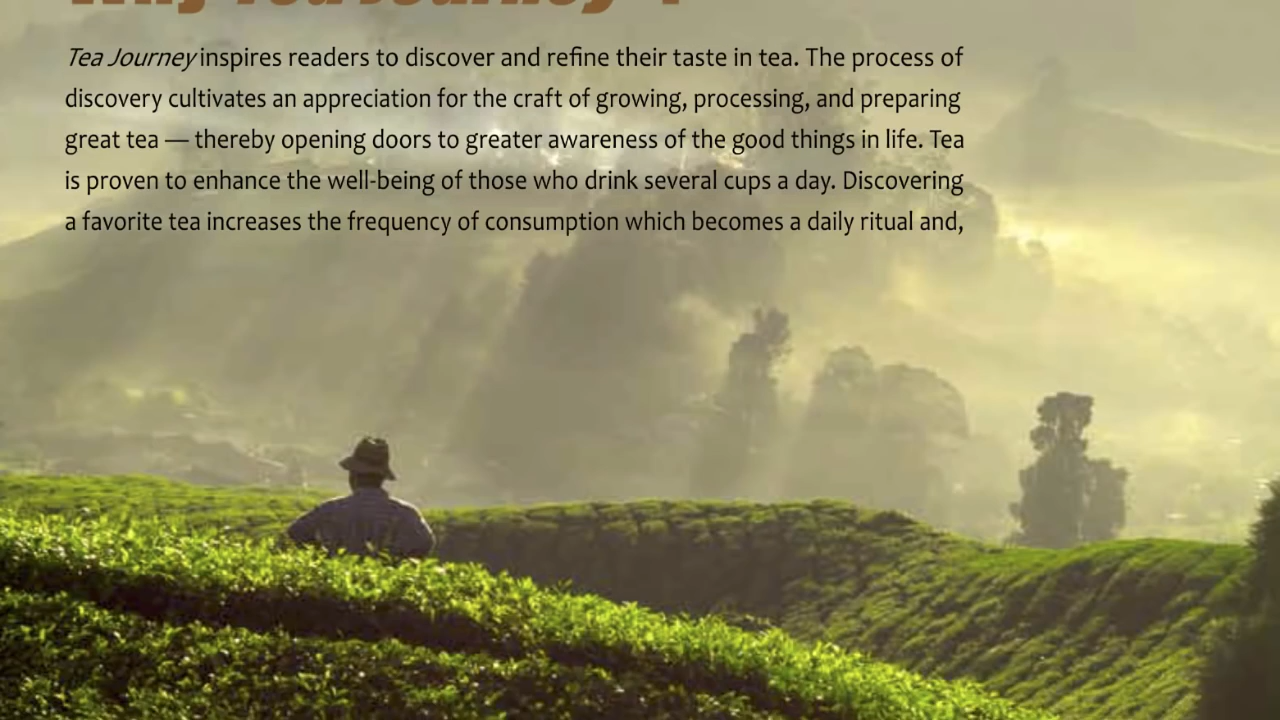 Why Tea Journey ?
Tea Journey inspires readers to discover and refine their taste in tea. The process of
discovery cultivates an appreciation for the craft of growing, processing, and preparing
great tea — thereby opening doors to greater awareness of the good things in life. Tea
is proven to enhance the well-being of those who drink several cups a day. Discovering
a favorite tea increases the frequency of consumption which becomes a daily ritual and,